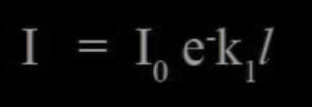 I = I₀ e⁻k₁l